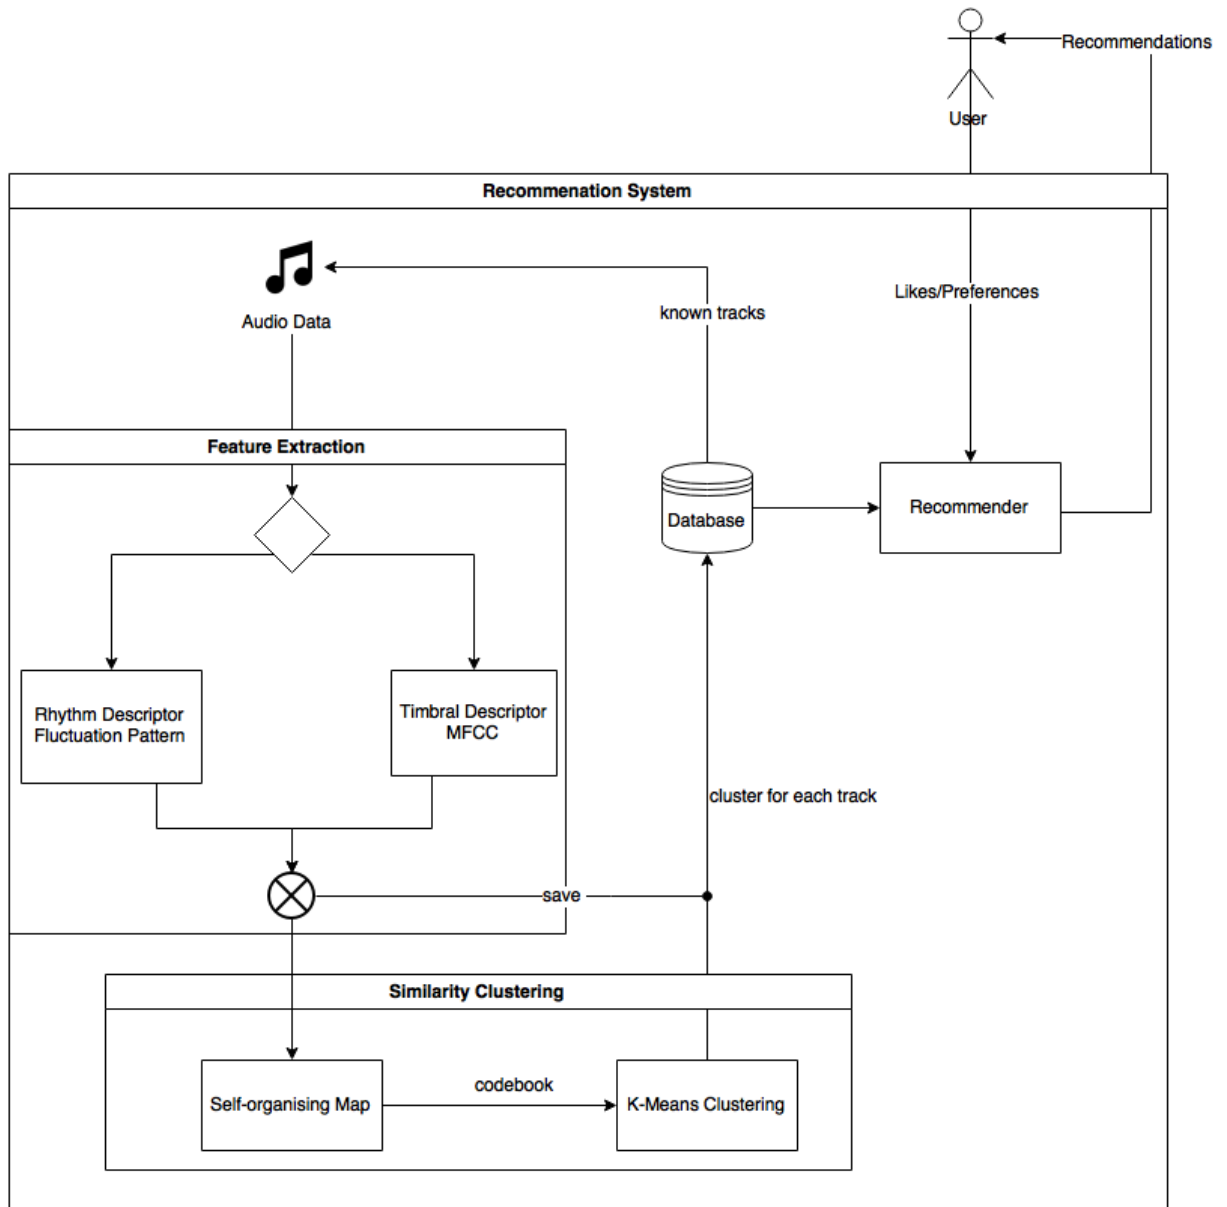 Recommendations
User
Recommenation System
Likes/Preferences
known tracks
Audio Data
Feature Extraction
Database
Recommender
Rhythm Descriptor
Fluctuation Pattern
Timbral Descriptor
MFCC
cluster for each track
save
Similarity Clustering
codebook
Self-organising Map
K-Means Clustering